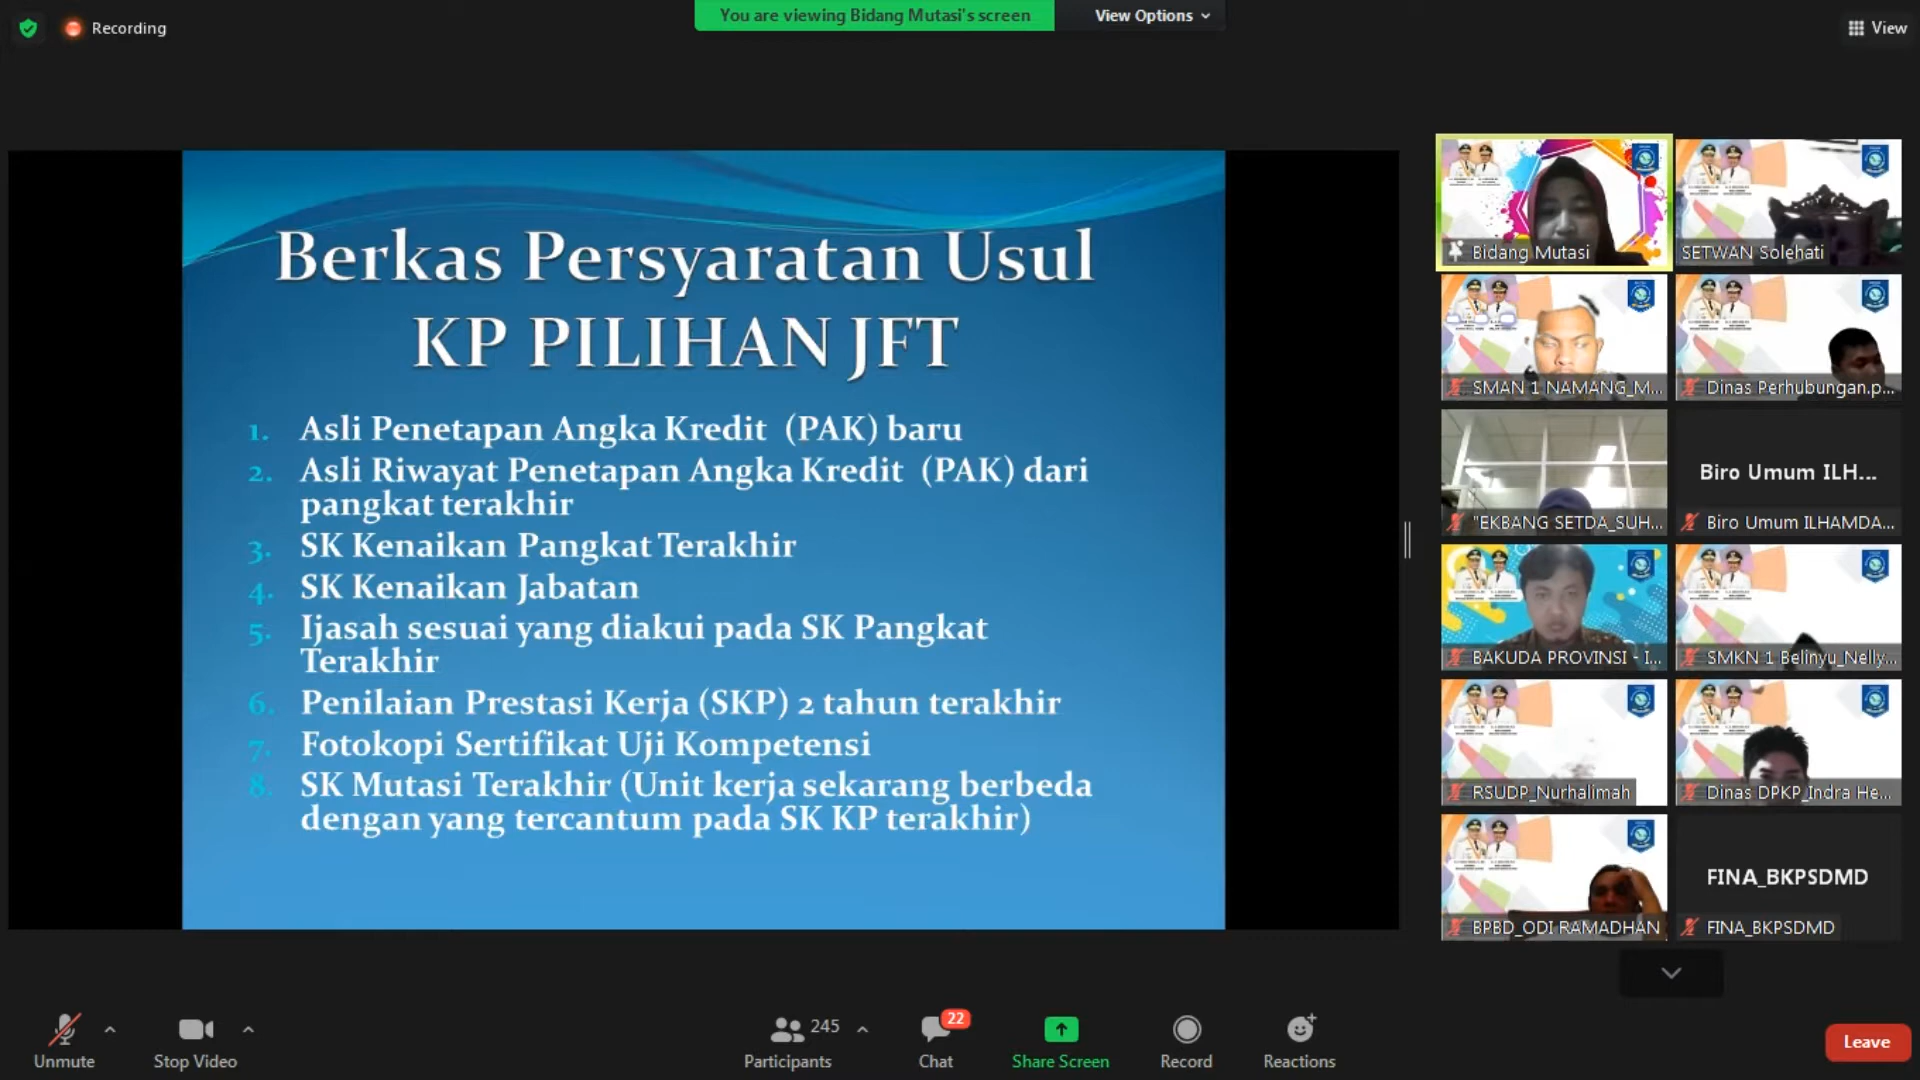 Recording
You are viewing Bidang Mutasi's screen
View Options
View
Berkas Persyaratan Usul
KP PILIHAN JFT
1. Asli Penetapan Angka Kredit (PAK) baru
2. Asli Riwayat Penetapan Angka Kredit (PAK) dari
pangkat terakhir
3. SK Kenaikan Pangkat Terakhir
4. SK Kenaikan Jabatan
5. Ijasah sesuai yang diakui pada SK Pangkat
Terakhir
6. Penilaian Prestasi Kerja (SKP) 2 tahun terakhir
7. Fotokopi Sertifikat Uji Kompetensi
8. SK Mutasi Terakhir (Unit kerja sekarang berbeda
dengan yang tercantum pada SK KP terakhir)
Bidang Mutasi
SETWAN Solehati
SMAN 1 NAMANG_M...
Dinas Perhubungan.p...
"EKBANG SETDA_SUH...
Biro Umum ILH...
Biro Umum ILHAMDA...
BAKUDA PROVINSI - I...
SMKN 1 Belinyu_Nelly...
RSUDP_Nurhalimah
Dinas DPKP_Indra He...
BPBD_ODI RAMADHAN
FINA_BKPSDMD
FINA_BKPSDMD
Unmute
Stop Video
245
Participants
22
Chat
Share Screen
Record
Reactions
Leave